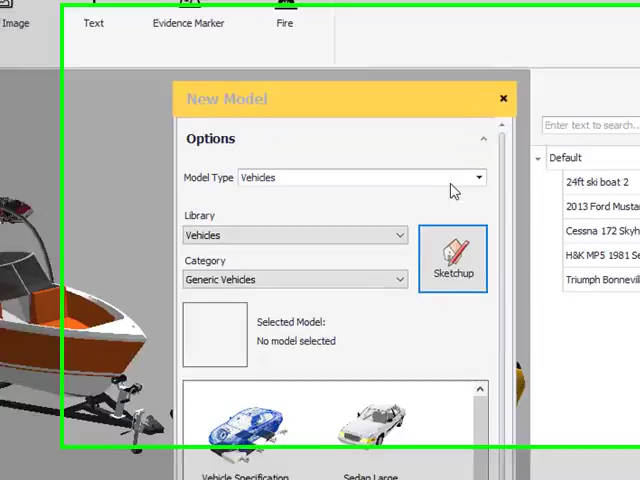 Image
Text
Evidence Marker
Fire
New Model
Options
Model Type
Vehicles
Library
Vehicles
Category
Generic Vehicles
Sketchup
Selected Model:
No model selected
Vehicle Specification
Sedan Large
Enter text to search...
Default
24ft ski boat 2
2013 Ford Musta
Cessna 172 Skyh
H&K MP5 1981 Se
Triumph Bonnevil